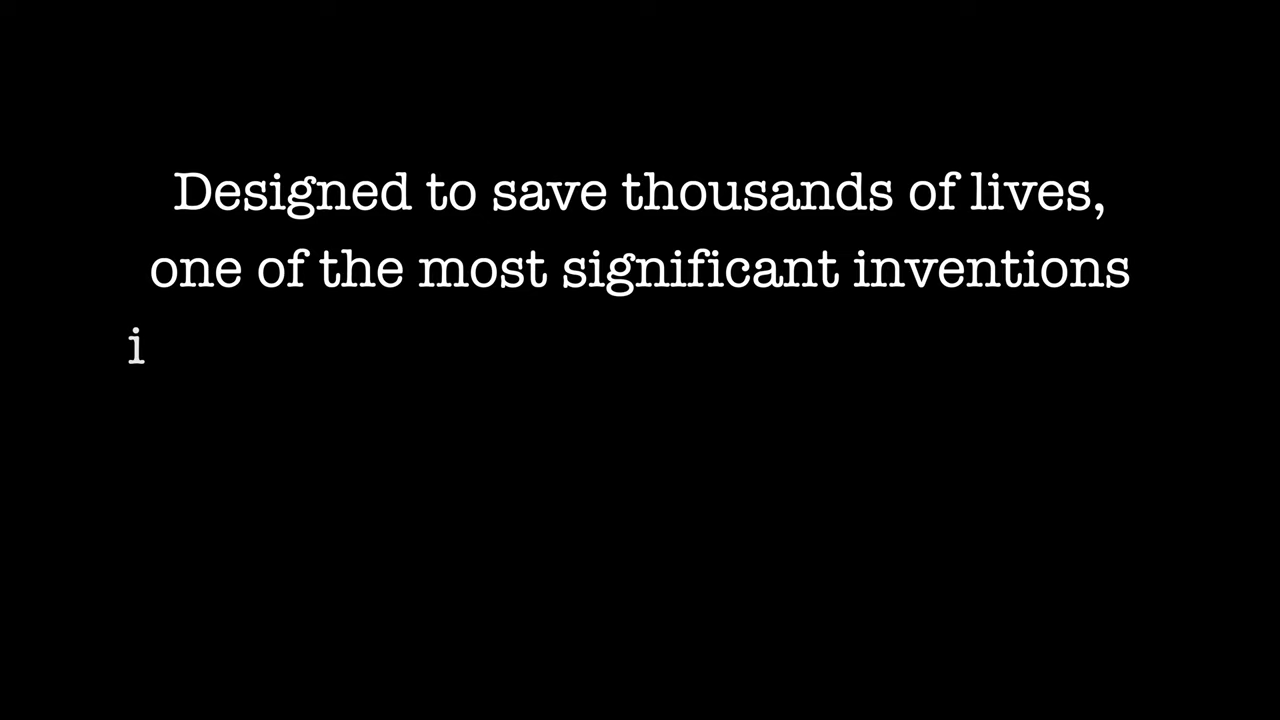 Designed to save thousands of lives,
one of the most significant inventions
i